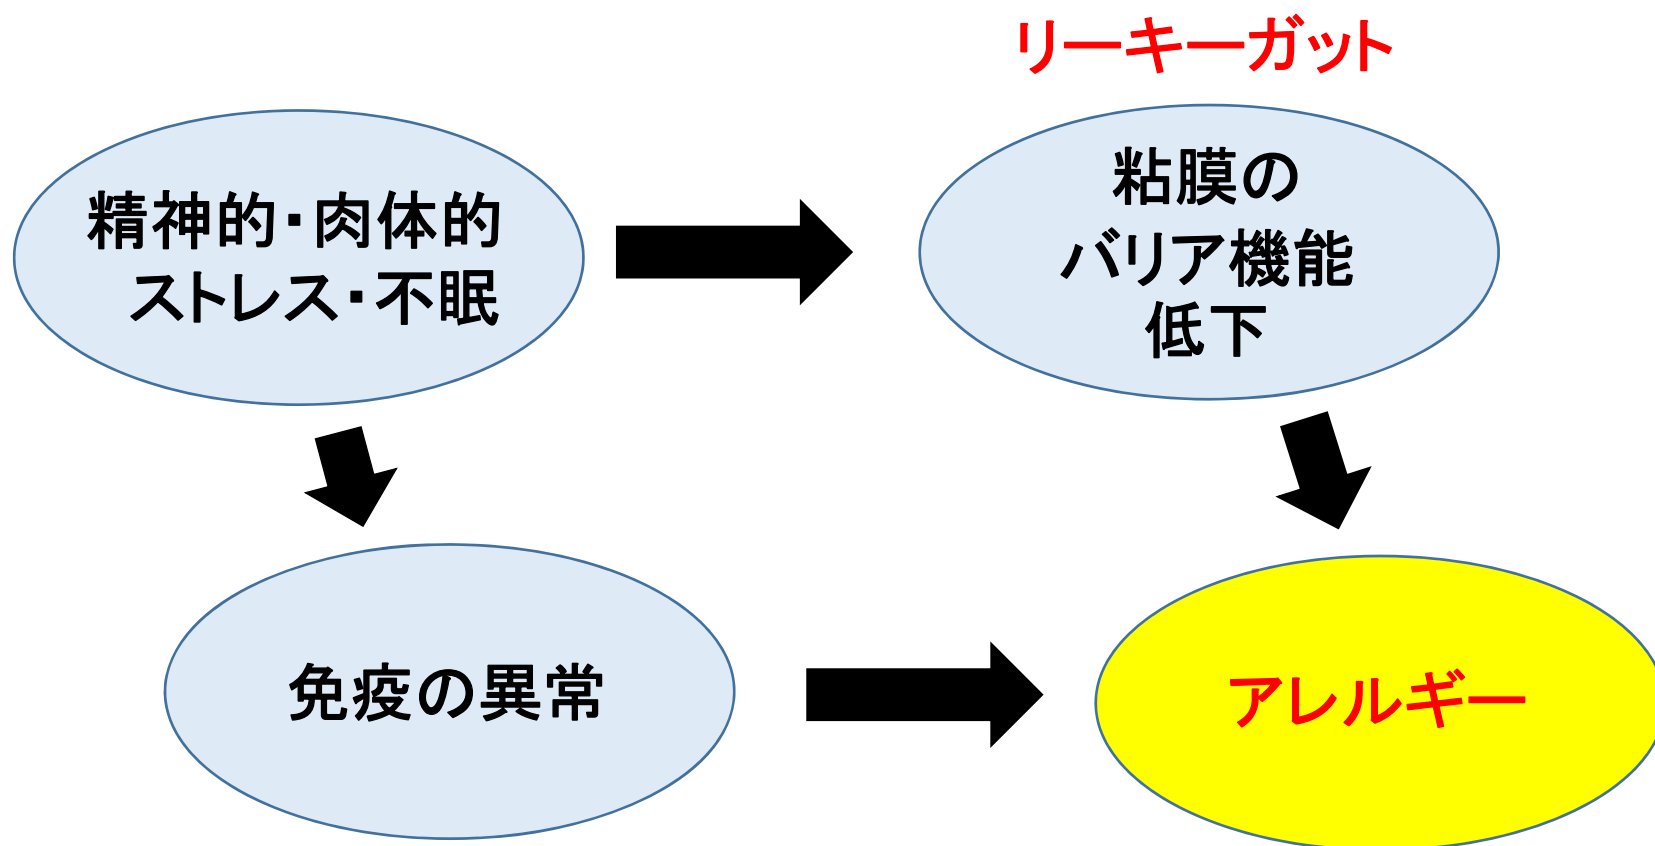 リーキーガット
精神的・肉体的
ストレス・不眠
粘膜の
バリア機能
低下
免疫の異常
アレルギー